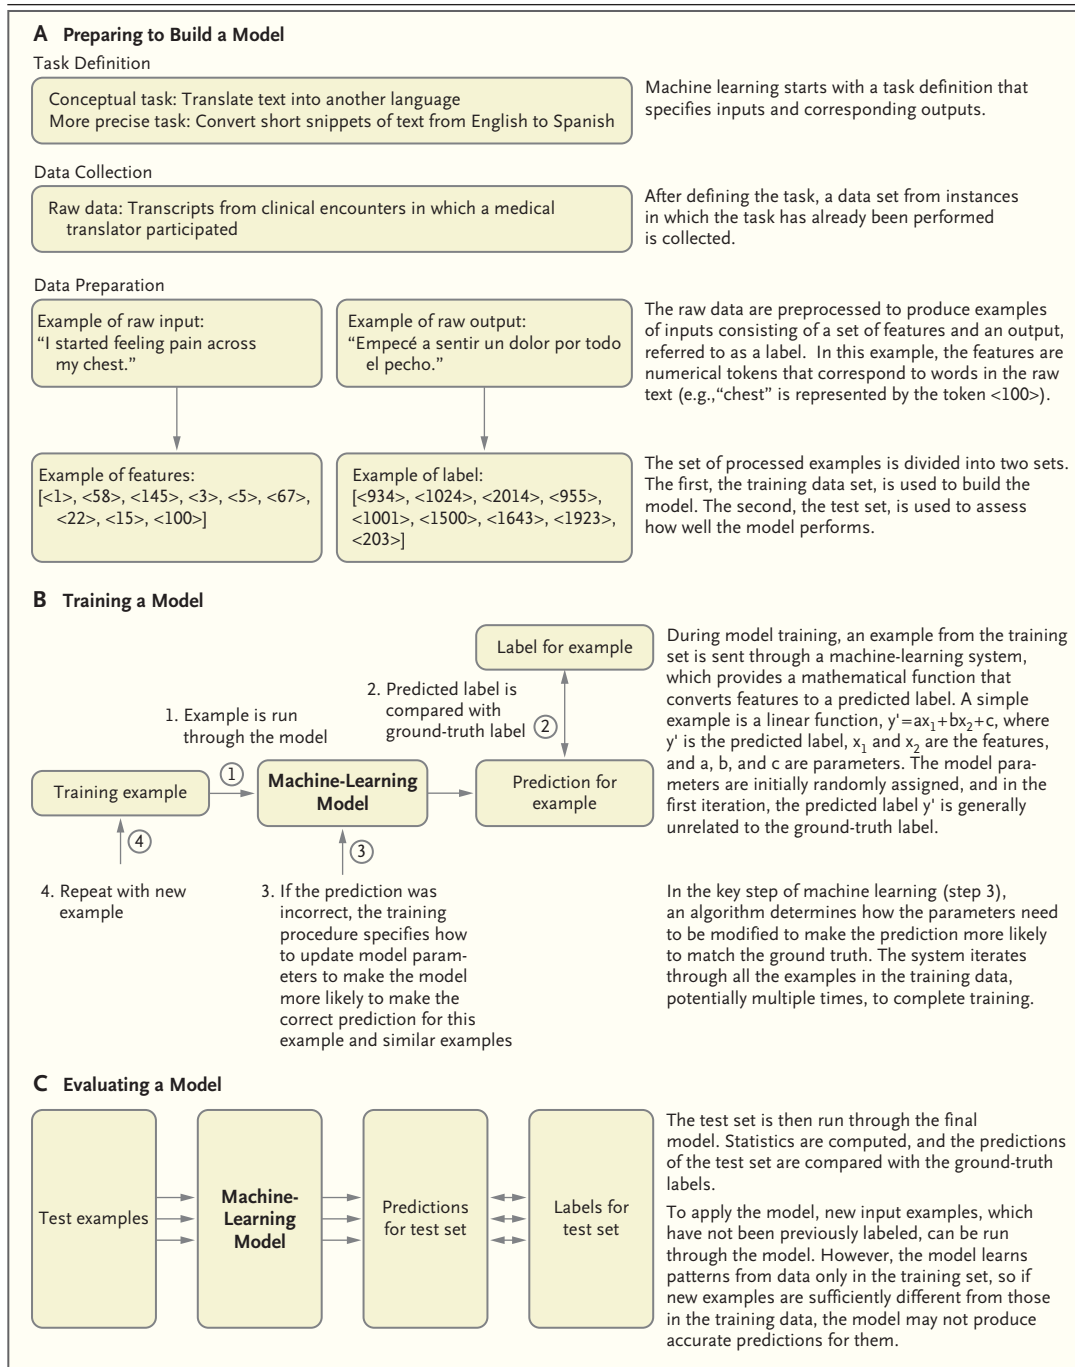 A Preparing to Build a Model
Task Definition
Conceptual task: Translate text into another language
More precise task: Convert short snippets of text from English to Spanish
Machine learning starts with a task definition that
specifies inputs and corresponding outputs.
Data Collection
Raw data: Transcripts from clinical encounters in which a medical
translator participated
After defining the task, a data set from instances
in which the task has already been performed
is collected.
Data Preparation
Example of raw input:
“I started feeling pain across
my chest.”
Example of raw output:
“Empecé a sentir un dolor por todo
el pecho.”
The raw data are preprocessed to produce examples
of inputs consisting of a set of features and an output,
referred to as a label. In this example, the features are
numerical tokens that correspond to words in the raw
text (e.g.,“chest” is represented by the token <100>).
Example of features:
[<1>, <58>, <145>, <3>, <5>, <67>,
<22>, <15>, <100>]
Example of label:
[<934>, <1024>, <2014>, <955>,
<1001>, <1500>, <1643>, <1923>,
<203>]
The set of processed examples is divided into two sets.
The first, the training data set, is used to build the
model. The second, the test set, is used to assess
how well the model performs.
B Training a Model
Label for example
2. Predicted label is
compared with
ground-truth label
2
1. Example is run
through the model
Training example
1
Machine-Learning
Model
Prediction for
example
4
3
4. Repeat with new
example
3. If the prediction was
incorrect, the training
procedure specifies how
to update model param-
eters to make the model
more likely to make the
correct prediction for this
example and similar examples
During model training, an example from the training
set is sent through a machine-learning system,
which provides a mathematical function that
converts features to a predicted label. A simple
example is a linear function, y'=ax₁+bx₂+c, where
y' is the predicted label, x₁ and x₂ are the features,
and a, b, and c are parameters. The model para-
meters are initially randomly assigned, and in the
first iteration, the predicted label y' is generally
unrelated to the ground-truth label.
In the key step of machine learning (step 3),
an algorithm determines how the parameters need
to be modified to make the prediction more likely
to match the ground truth. The system iterates
through all the examples in the training data,
potentially multiple times, to complete training.
C Evaluating a Model
Test examples
Machine-
Learning
Model
Predictions
for test set
Labels for
test set
The test set is then run through the final
model. Statistics are computed, and the predictions
of the test set are compared with the ground-truth
labels.
To apply the model, new input examples, which
have not been previously labeled, can be run
through the model. However, the model learns
patterns from data only in the training set, so if
new examples are sufficiently different from those
in the training data, the model may not produce
accurate predictions for them.